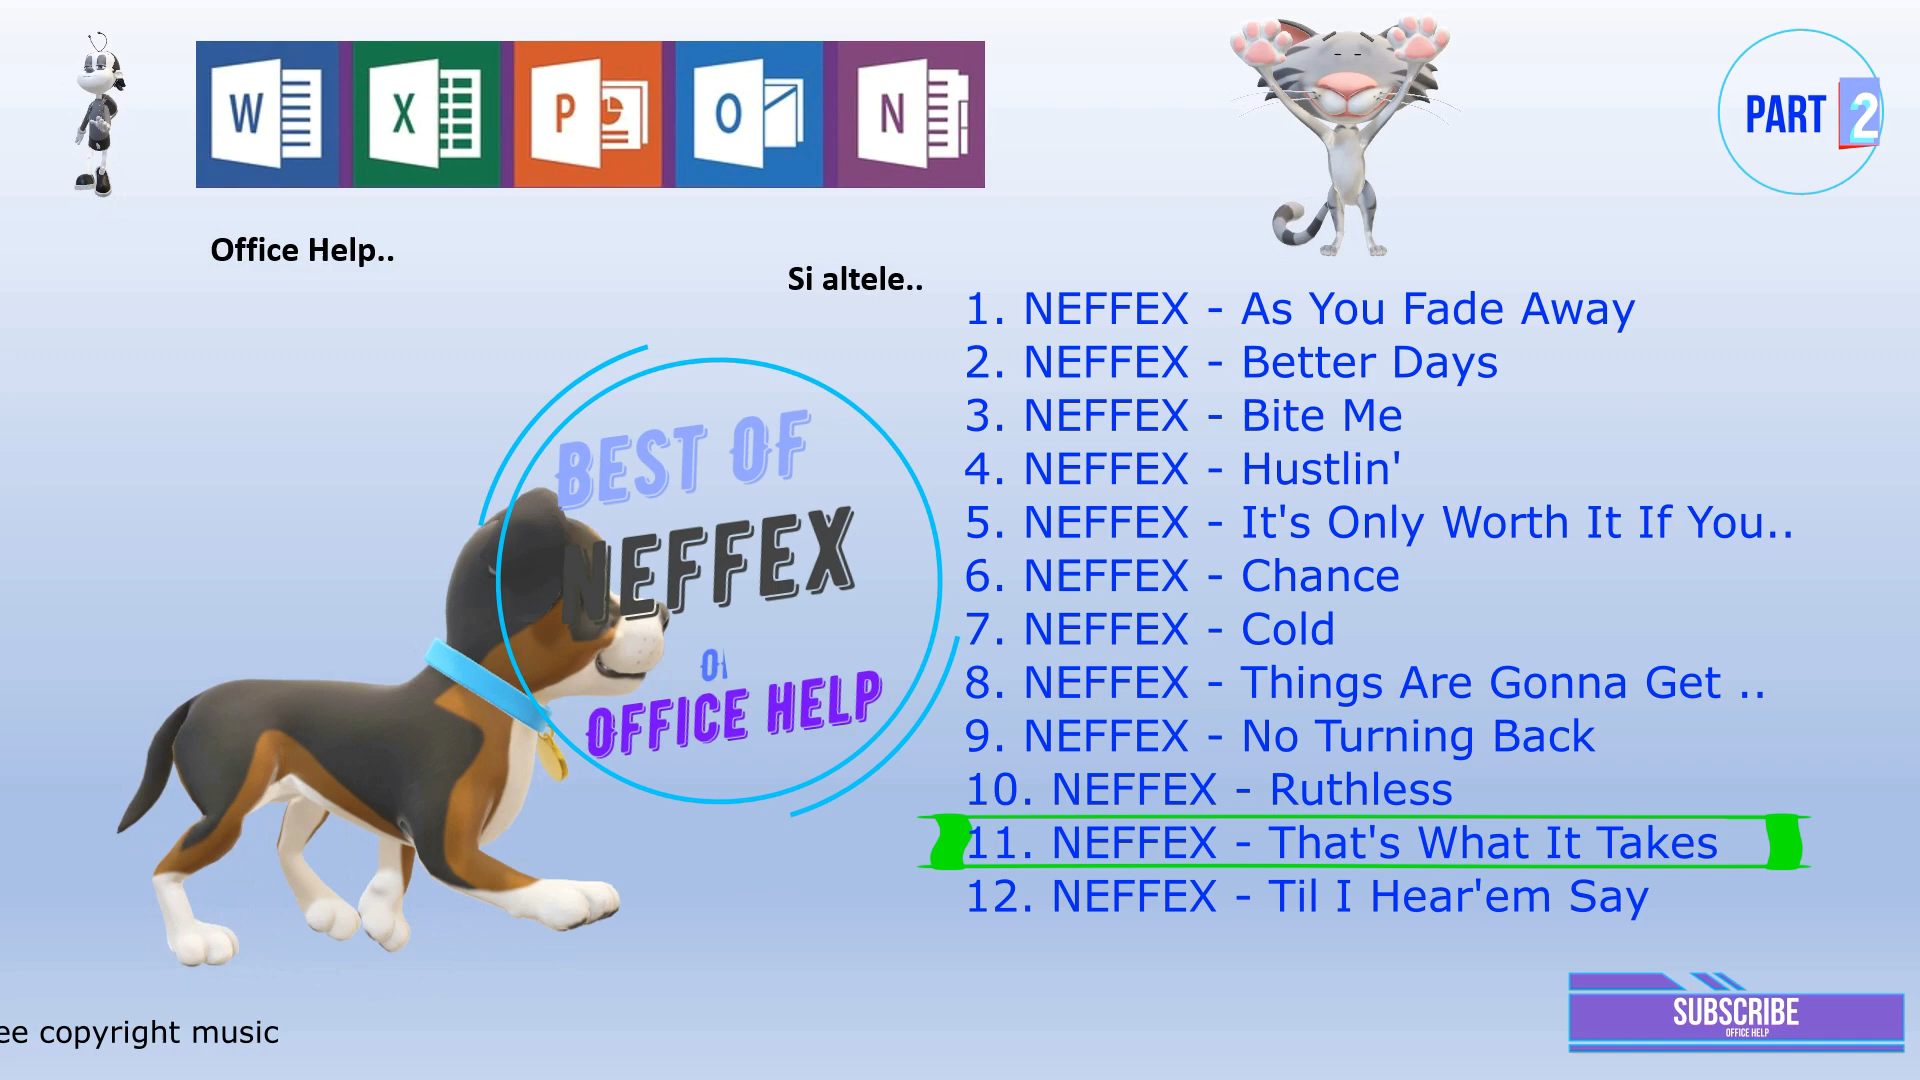 W X P O N
PART 2
Office Help..
Si altele..
1. NEFFEX - As You Fade Away
2. NEFFEX - Better Days
3. NEFFEX - Bite Me
4. NEFFEX - Hustlin'
5. NEFFEX - It's Only Worth It If You..
6. NEFFEX - Chance
7. NEFFEX - Cold
8. NEFFEX - Things Are Gonna Get ..
9. NEFFEX - No Turning Back
10. NEFFEX - Ruthless
11. NEFFEX - That's What It Takes
12. NEFFEX - Til I Hear'em Say
BEST OF
NEFFEX
OFFICE HELP
copyright music
SUBSCRIBE
OFFICE HELP